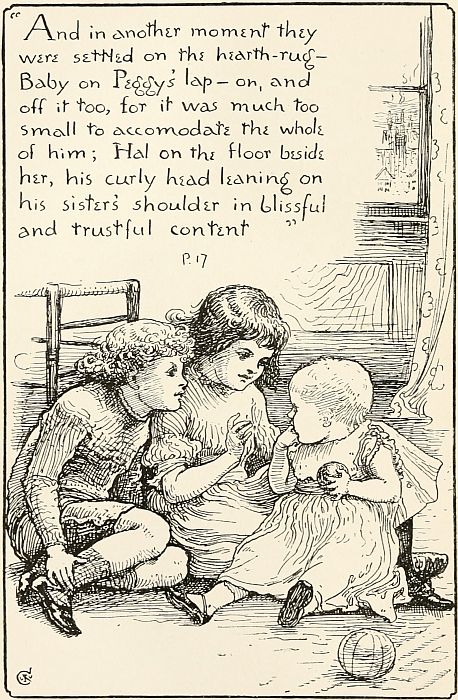 “And in another moment they
were settled on the hearth-rug—
Baby on Peggy's lap — on, and
off it too, for it was much too
small to accomodate the whole
of him; Hal on the floor beside
her, his curly head leaning on
his sister's shoulder in blissful
and trustful content ”
P. 17